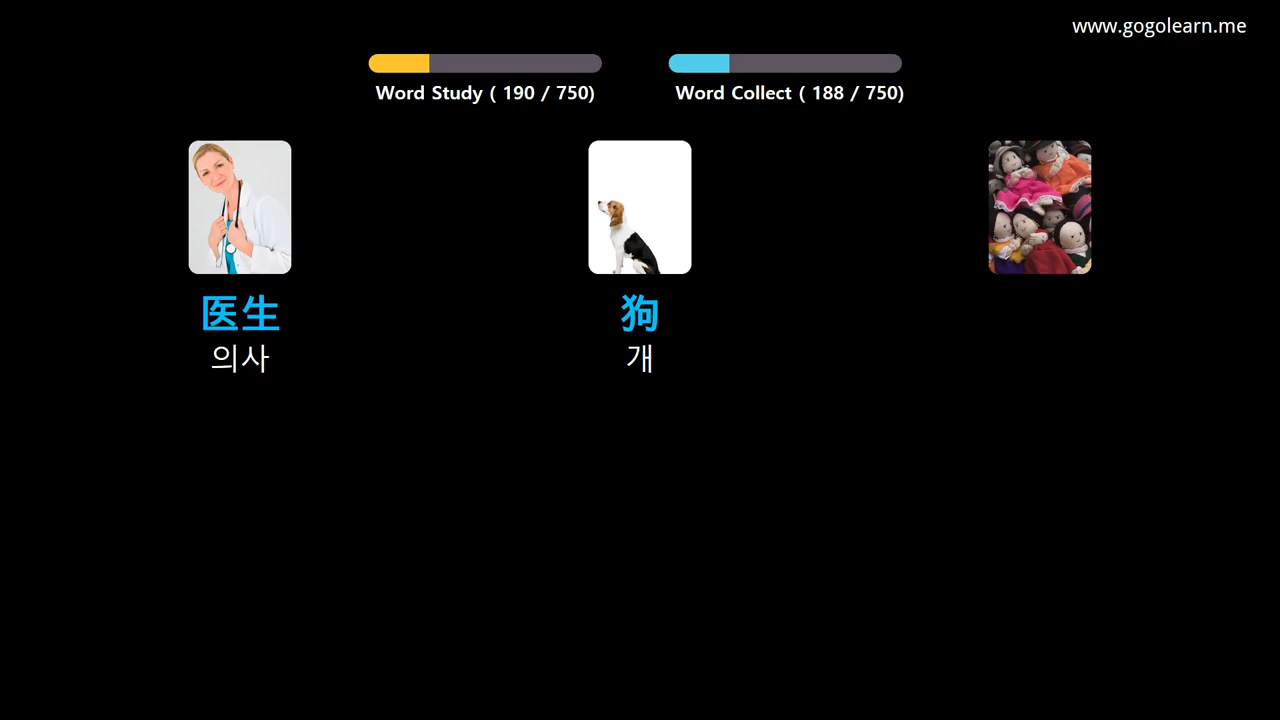 www.gogolearn.me
Word Study ( 190 / 750)
Word Collect ( 188 / 750)
医生
의사
狗
개